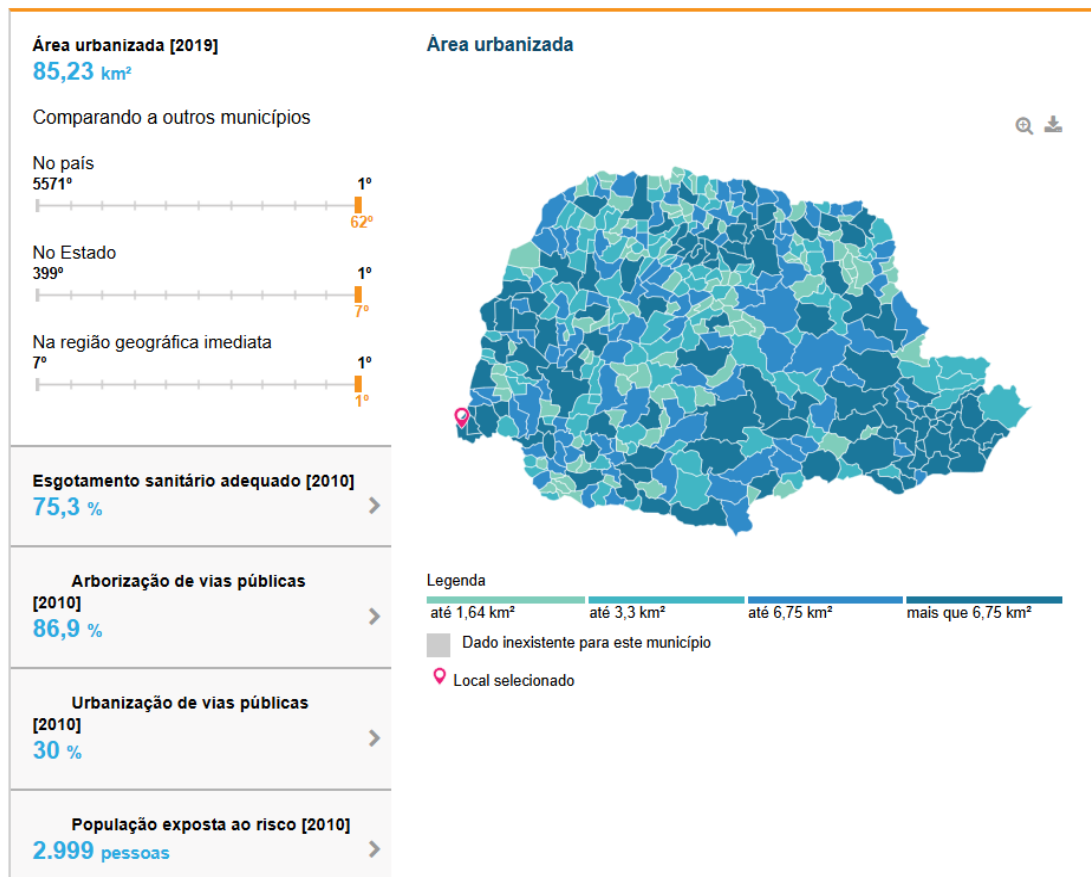 Área urbanizada [2019]
85,23 km²
Comparando a outros municípios
No país
5571º 1º
62º
No Estado
399º 1º
7º
Na região geográfica imediata
7º 1º
1º
Esgotamento sanitário adequado [2010]
75,3 %
Arborização de vias públicas
[2010]
86,9 %
Urbanização de vias públicas
[2010]
30 %
População exposta ao risco [2010]
2.999 pessoas
Área urbanizada
Legenda
até 1,64 km² até 3,3 km² até 6,75 km² mais que 6,75 km²
Dado inexistente para este município
Local selecionado